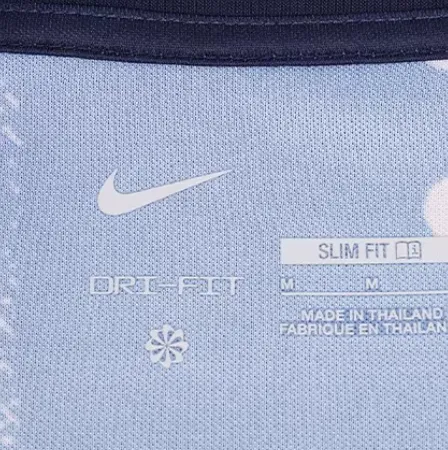 DRI-FIT
SLIM FIT
M M
MADE IN THAILAND
FABRIQUE EN THAILAN